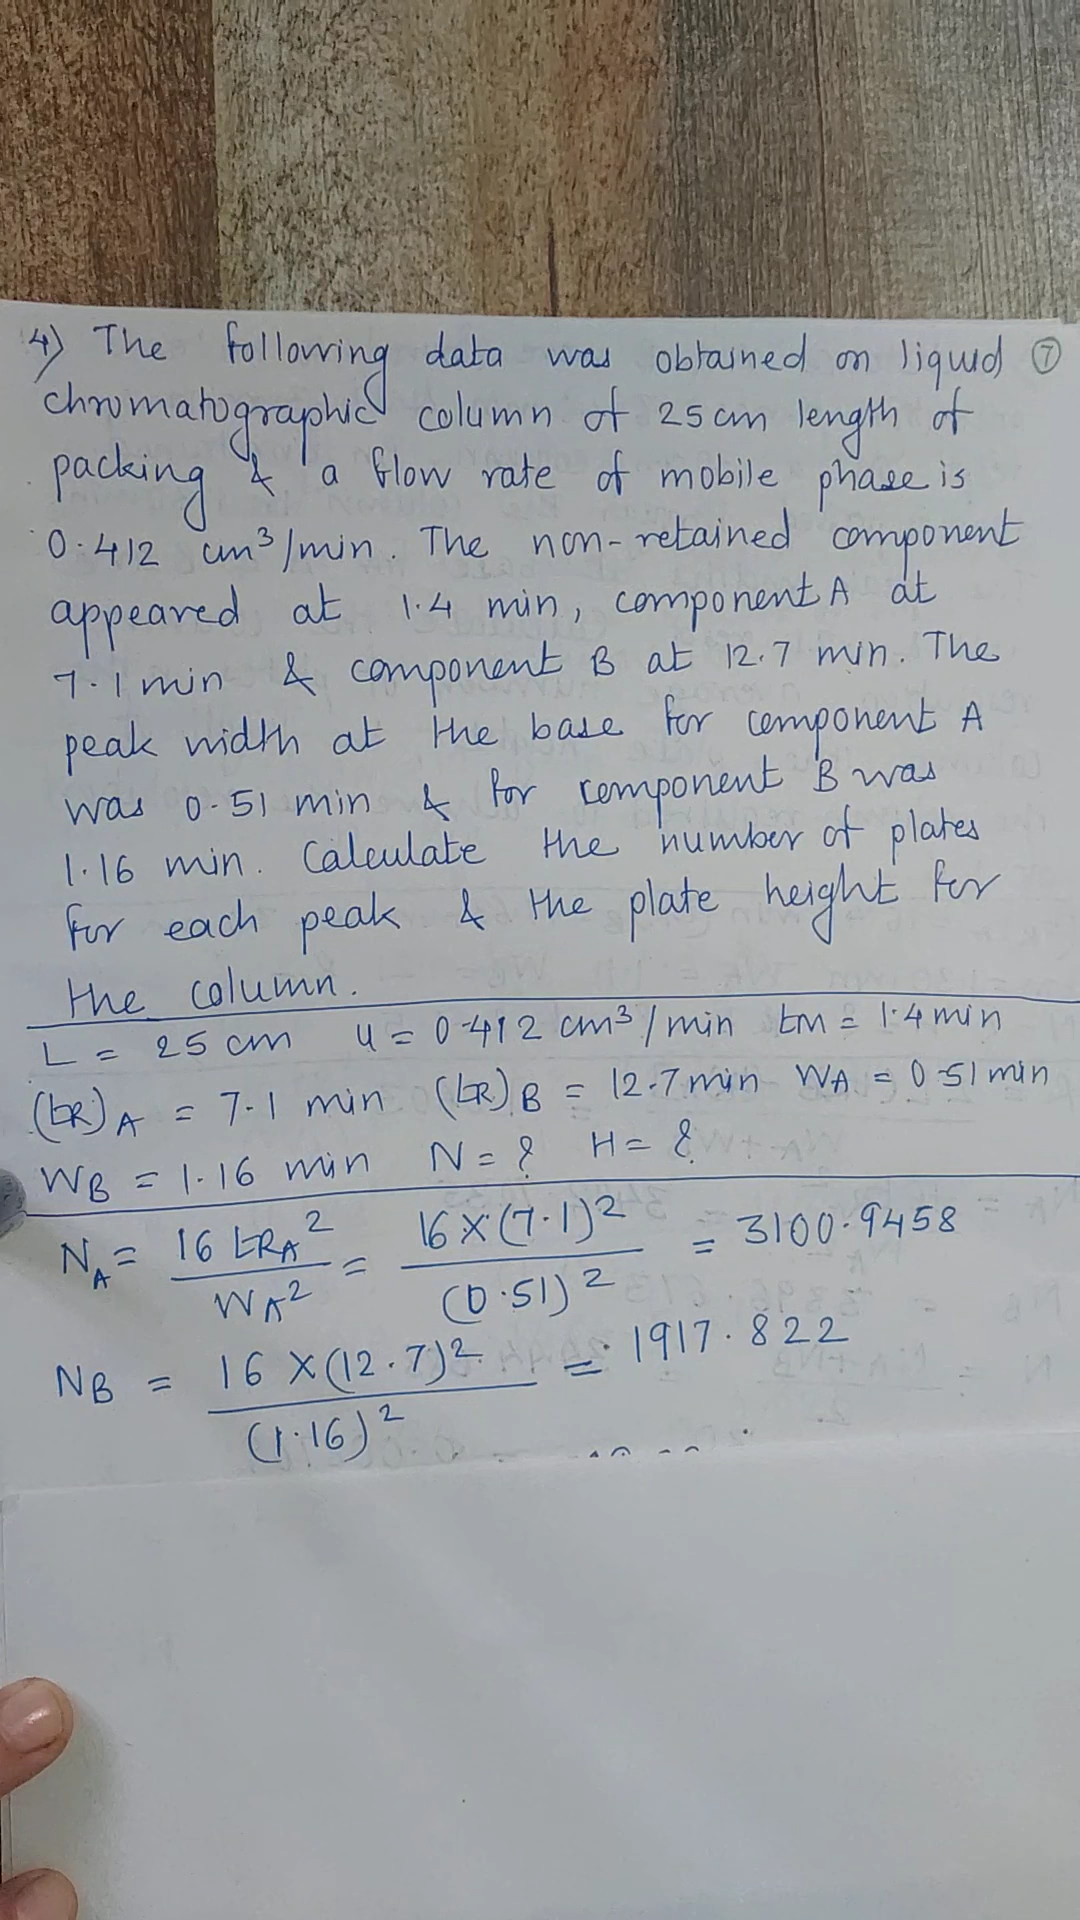 4) The following data was obtained on liquid ⑦
chromatographic column of 25 cm length of
packing & a flow rate of mobile phase is
0.412 cm³/min. The non-retained component
appeared at 1.4 min, component A at
7.1 min & component B at 12.7 min. The
peak width at the base for component A
was 0.51 min & for component B was
1.16 min. Calculate the number of plates
for each peak & the plate height for
the column.
L = 25 cm u = 0.412 cm³/min tm = 1.4 min
(tR)A = 7.1 min (tR)B = 12.7 min WA = 0.51 min
WB = 1.16 min N = ? H = ?
NA = 16 tRA² / WA² = 16 × (7.1)² / (0.51)² = 3100.9458
NB = 16 × (12.7)² / (1.16)² = 1917.822